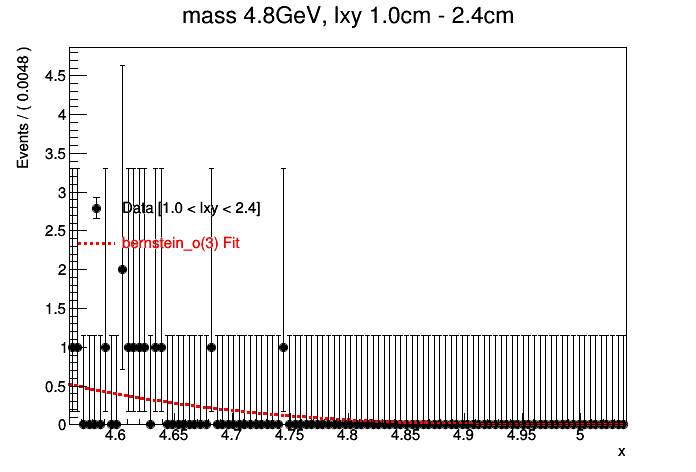 mass 4.8GeV, lxy 1.0cm - 2.4cm
Events / ( 0.0048 )
4.5
4
3.5
3
2.5
2
1.5
1
0.5
0
Data [1.0 < lxy < 2.4]
bernstein_o(3) Fit
4.6 4.65 4.7 4.75 4.8 4.85 4.9 4.95 5
x